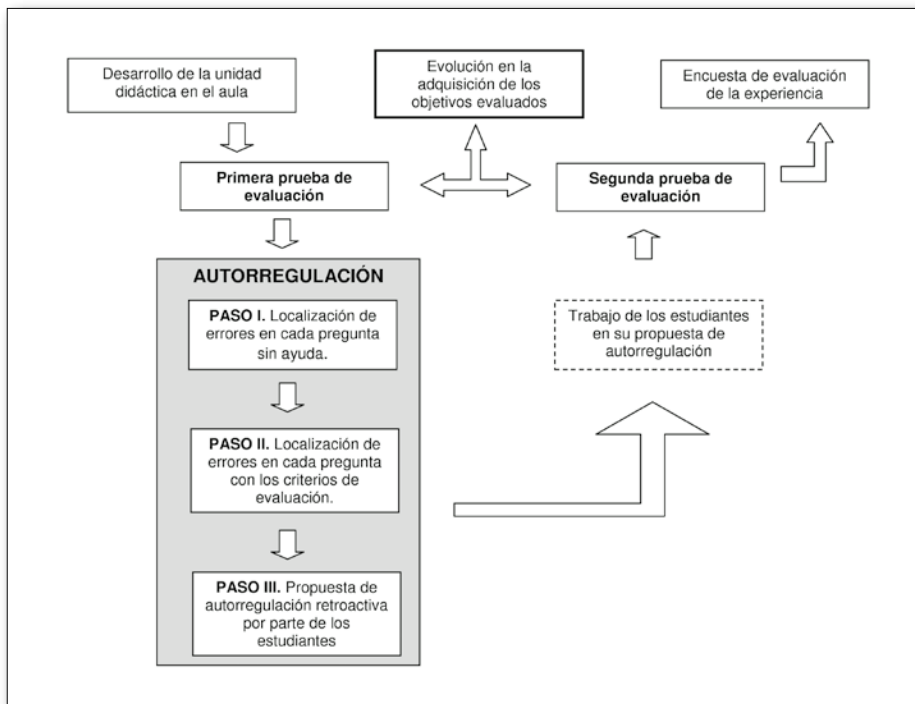 Desarrollo de la unidad
didáctica en el aula
Evolución en la
adquisición de los
objetivos evaluados
Encuesta de evaluación
de la experiencia
Primera prueba de
evaluación
Segunda prueba de
evaluación
AUTORREGULACIÓN
PASO I. Localización de
errores en cada pregunta
sin ayuda.
Trabajo de los estudiantes
en su propuesta de
autorregulación
PASO II. Localización de
errores en cada pregunta
con los criterios de
evaluación.
PASO III. Propuesta de
autorregulación retroactiva
por parte de los
estudiantes